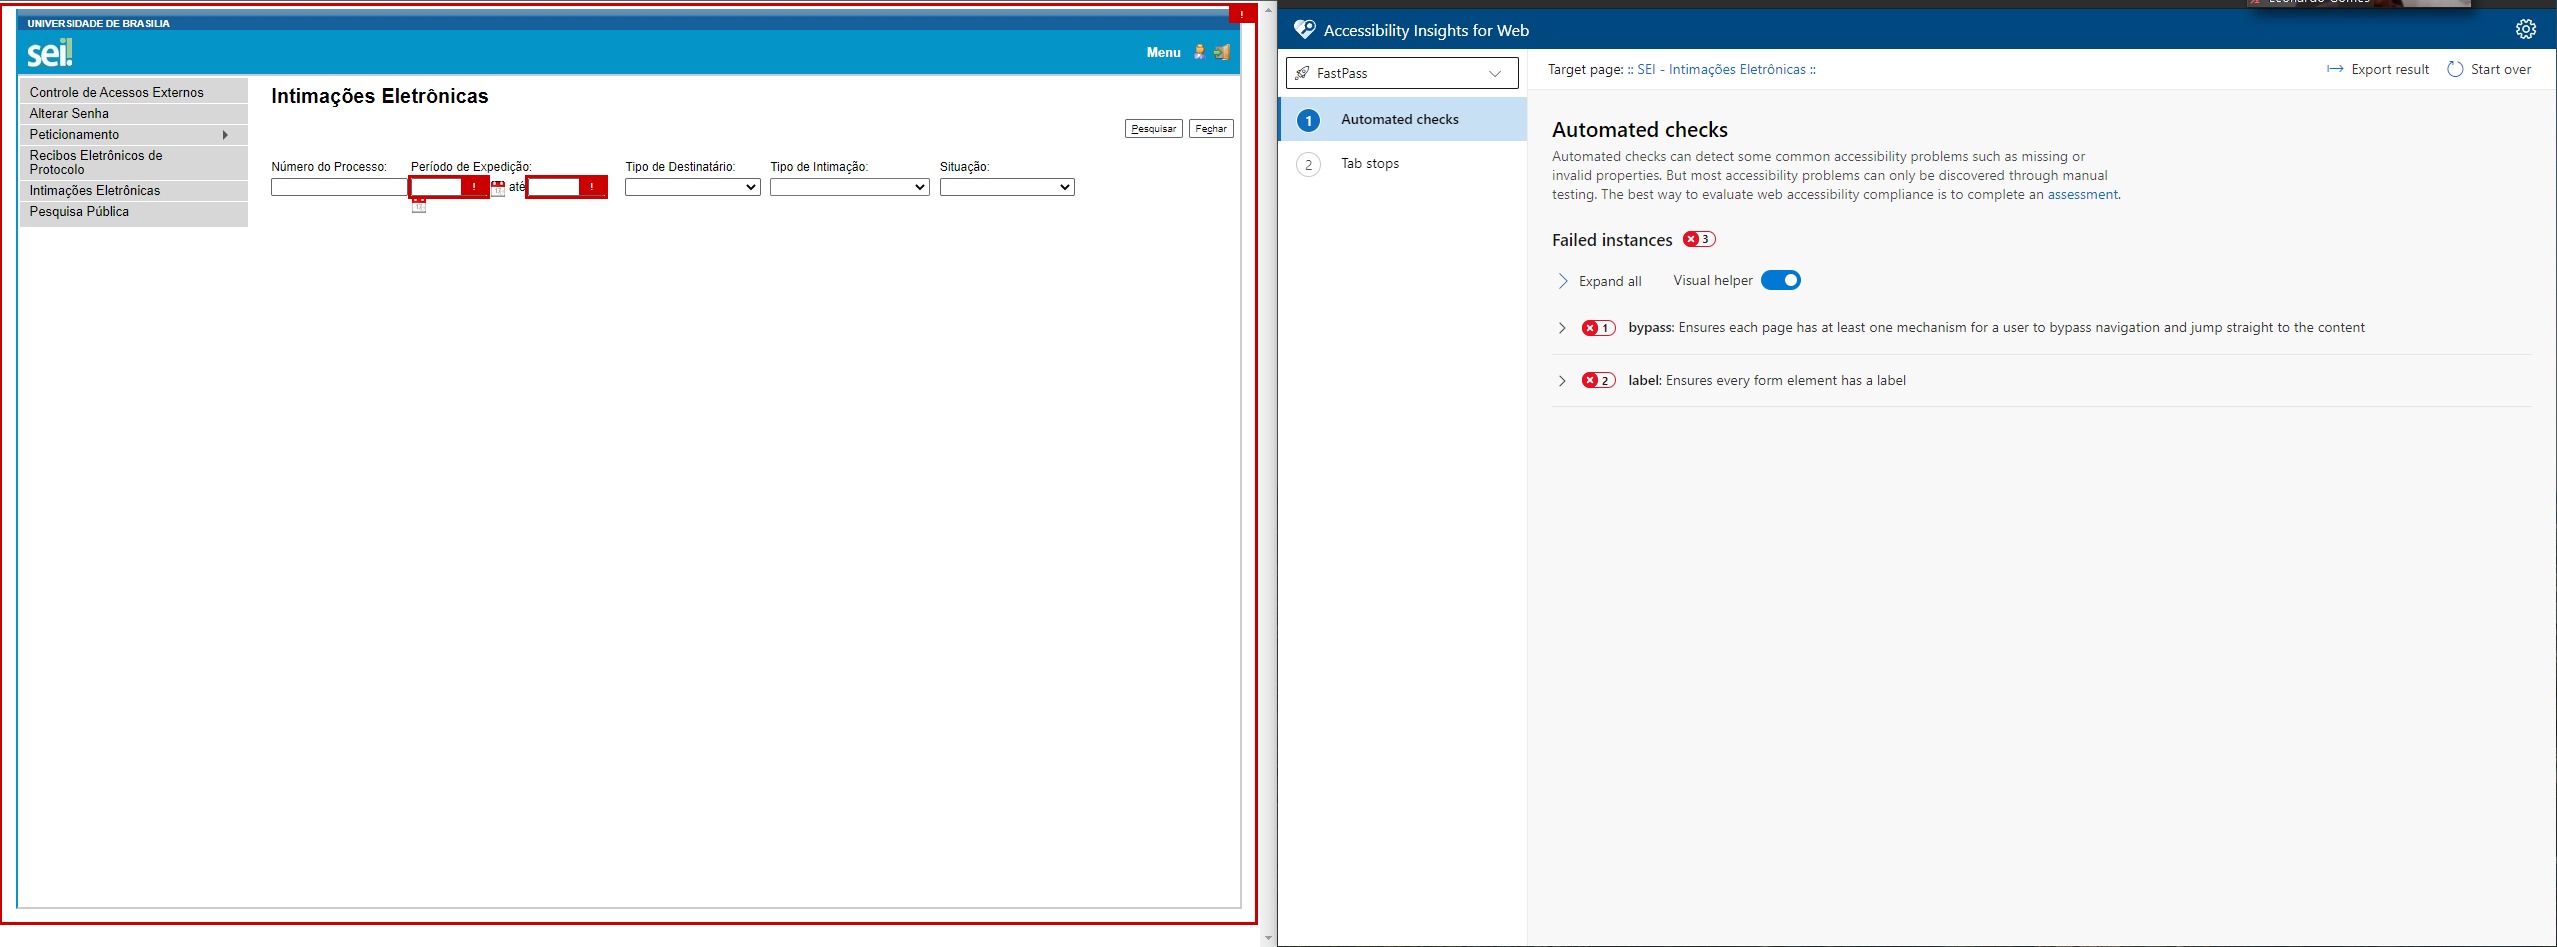 UNIVERSIDADE DE BRASILIA
sei!
Menu
Controle de Acessos Externos
Alterar Senha
Peticionamento
Recibos Eletrônicos de
Protocolo
Intimações Eletrônicas
Pesquisa Pública
Intimações Eletrônicas
Pesquisar Fechar
Número do Processo: Período de Expedição: Tipo de Destinatário: Tipo de Intimação: Situação:
! até !
!
Leonardo Gomes
Accessibility Insights for Web
FastPass
Target page: :: SEI - Intimações Eletrônicas ::
Export result Start over
1 Automated checks
2 Tab stops
Automated checks
Automated checks can detect some common accessibility problems such as missing or
invalid properties. But most accessibility problems can only be discovered through manual
testing. The best way to evaluate web accessibility compliance is to complete an assessment.
Failed instances 3
Expand all Visual helper
1 bypass: Ensures each page has at least one mechanism for a user to bypass navigation and jump straight to the content
2 label: Ensures every form element has a label